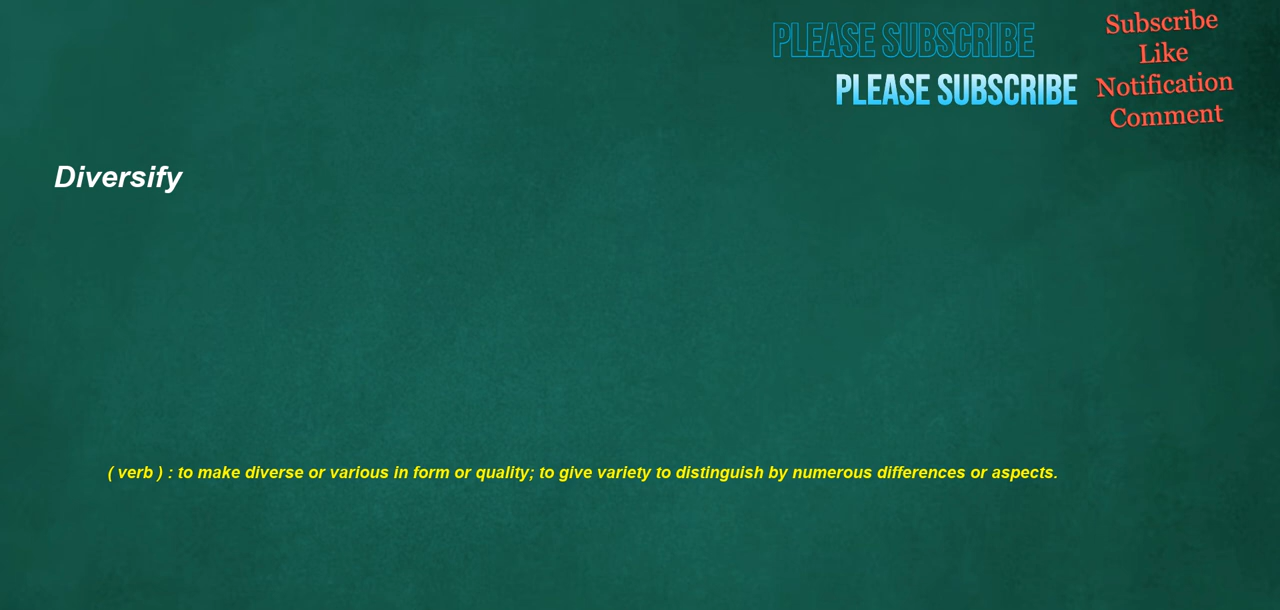 PLEASE SUBSCRIBE
PLEASE SUBSCRIBE
Subscribe
Like
Notification
Comment
Diversify
( verb ) : to make diverse or various in form or quality; to give variety to distinguish by numerous differences or aspects.